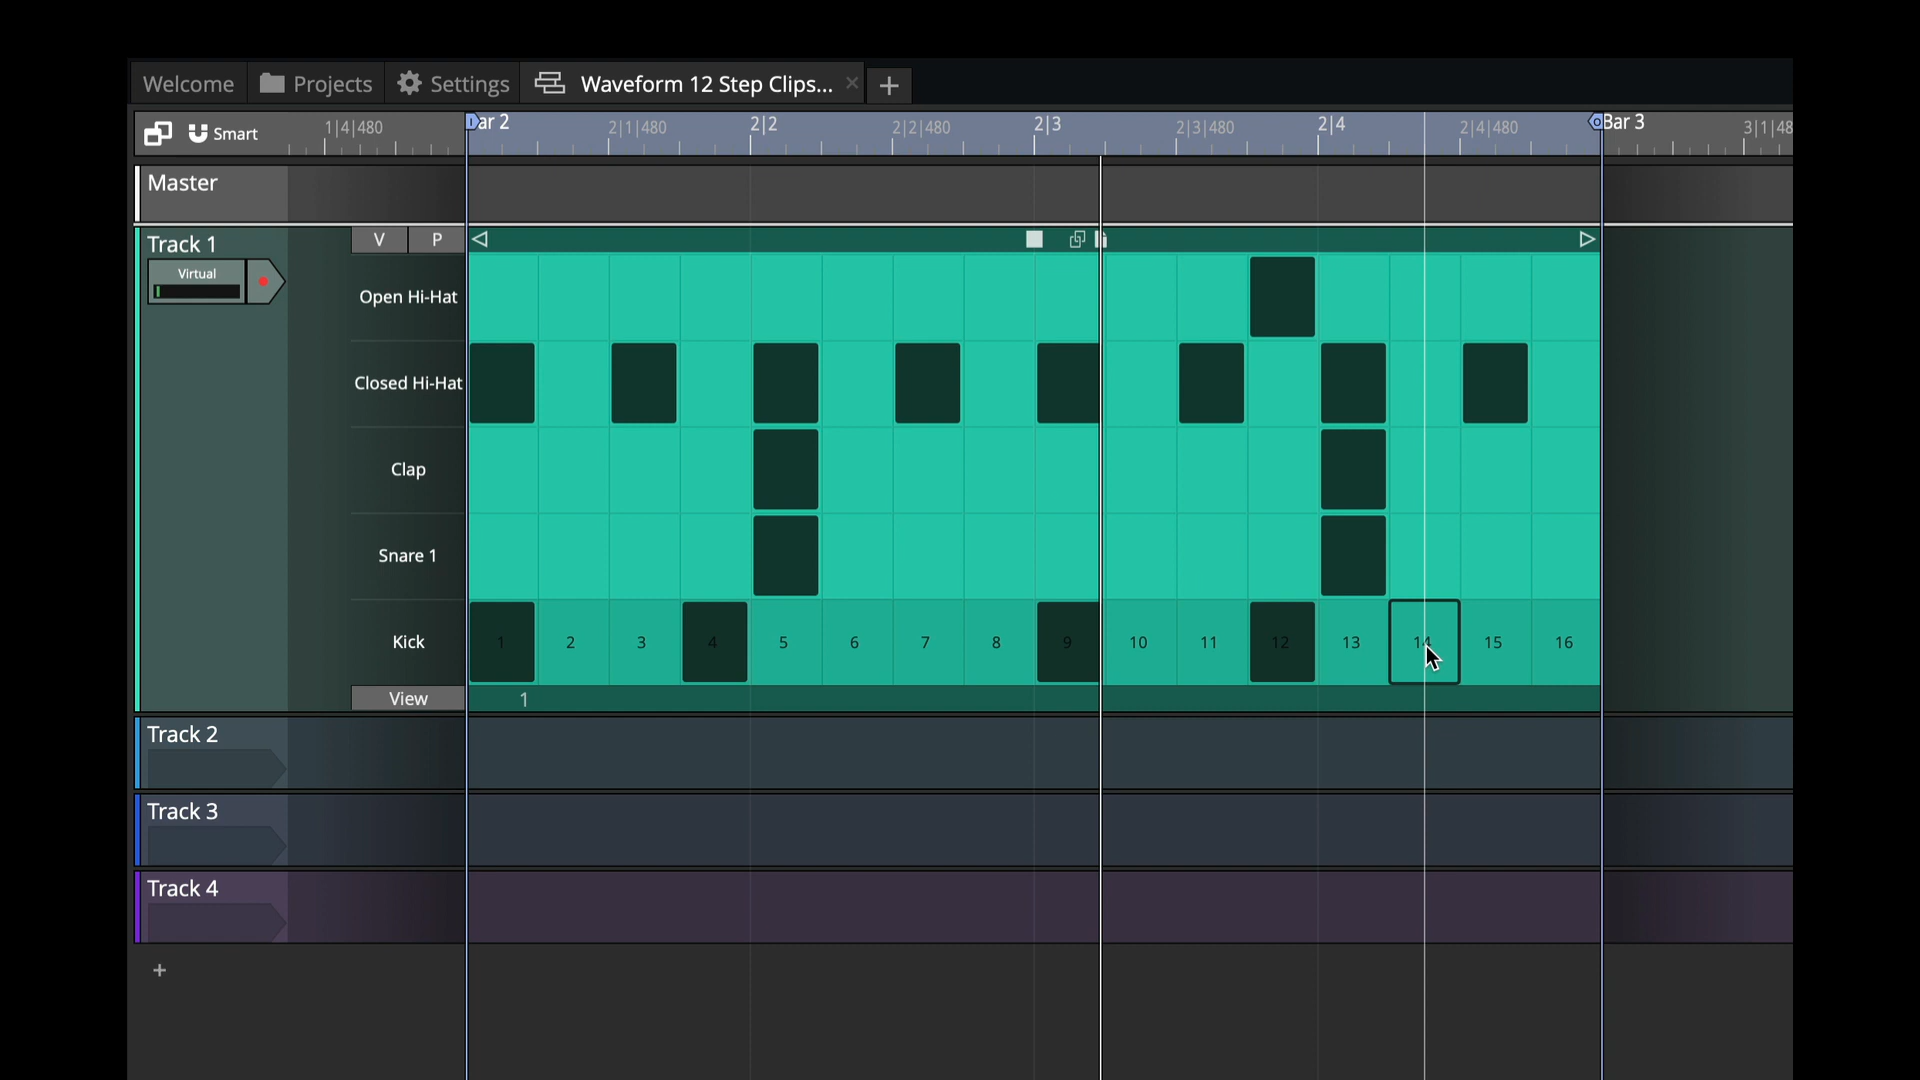 Welcome Projects Settings Waveform 12 Step Clips... × +
Smart 1|4|480 ar 2 2|1|480 2|2 2|2|480 2|3 2|3|480 2|4 2|4|480 Bar 3 3|1|48
Master
Track 1 V P
Virtual
Open Hi-Hat
Closed Hi-Hat
Clap
Snare 1
Kick 1 2 3 4 5 6 7 8 9 10 11 12 13 14 15 16
View 1
Track 2
Track 3
Track 4
+